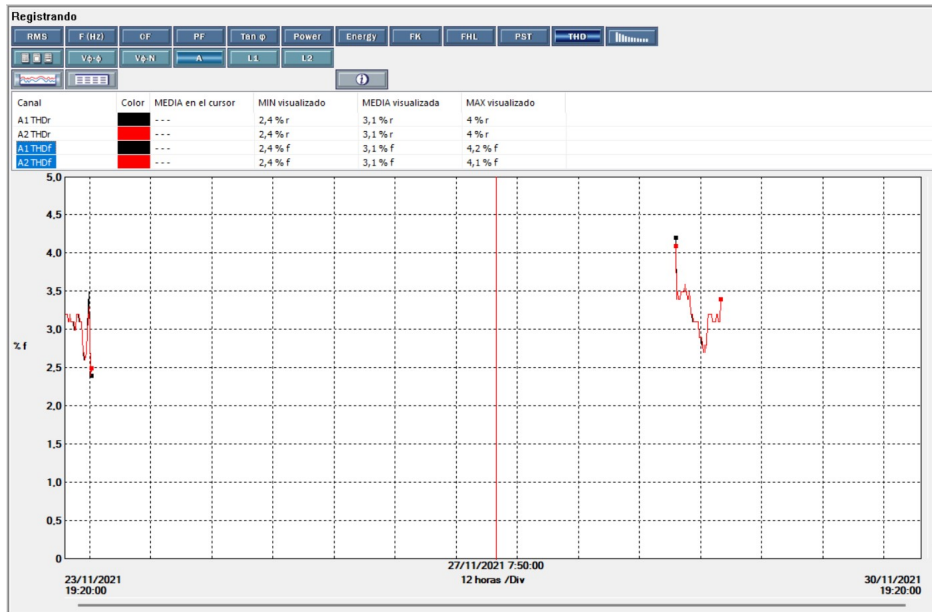 Registrando
RMS F (Hz) CF PF Tan φ Power Energy FK FHL PST THD
Vφ-φ Vφ-N A L1 L2
Canal Color MEDIA en el cursor MIN visualizado MEDIA visualizada MAX visualizado
A1 THDr --- 2,4 % r 3,1 % r 4 % r
A2 THDr --- 2,4 % r 3,1 % r 4 % r
A1 THDf --- 2,4 % f 3,1 % f 4,2 % f
A2 THDf --- 2,4 % f 3,1 % f 4,1 % f
5,0
4,5
4,0
3,5
3,0
% f
2,5
2,0
1,5
1,0
0,5
0
27/11/2021 7:50:00
23/11/2021 12 horas /Div 30/11/2021
19:20:00 19:20:00